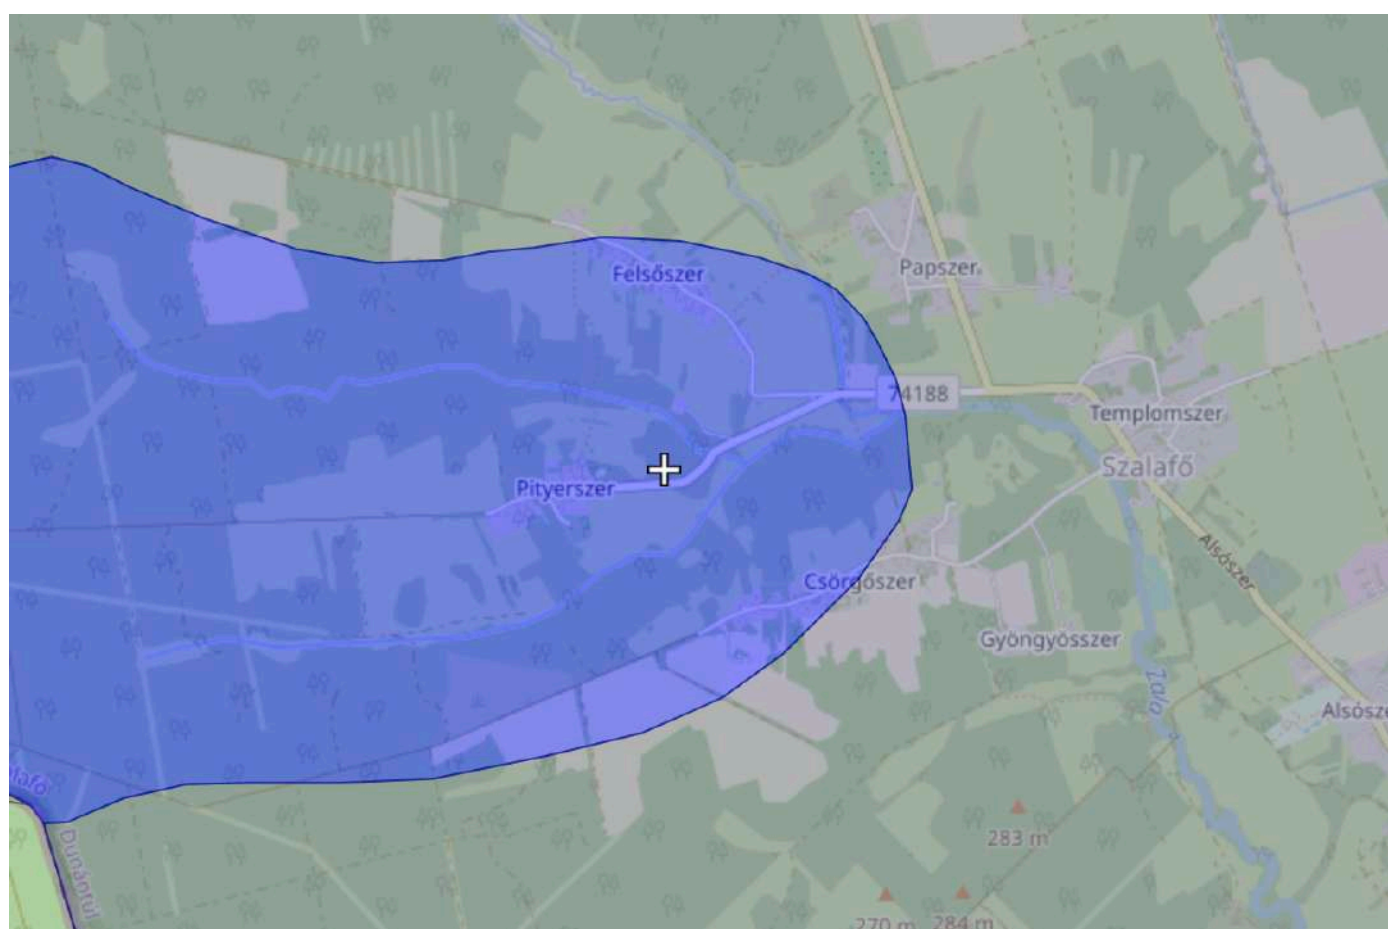 Papszer
Felsőszer
74188
Templomszer
Szalafő
Pityerszer
Alsószer
Csörgőszer
Gyöngyösszer
Zala
Alsósze
lafő
283 m
Dunántúl
270 m
284 m